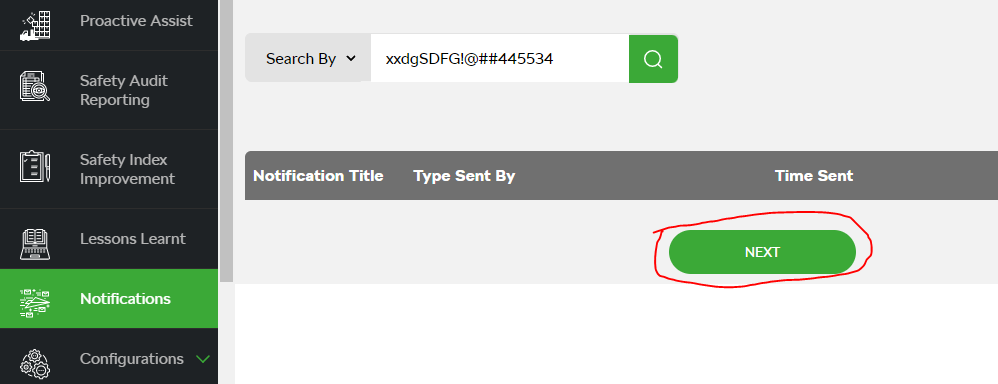 Proactive Assist
Safety Audit
Reporting
Safety Index
Improvement
Lessons Learnt
Notifications
Configurations
Search By
xxdgSDFG!@##445534
Notification Title
Type Sent By
Time Sent
NEXT